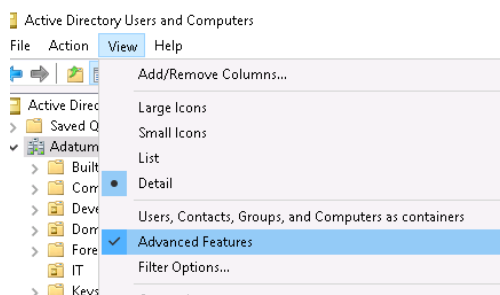 Active Directory Users and Computers
File Action View Help
Add/Remove Columns...
Active Direc
Large Icons
Saved Q
Small Icons
Adatum
List
Built
Detail
Com
Deve
Users, Contacts, Groups, and Computers as containers
Dom
Advanced Features
Fore
Filter Options...
IT
Keys